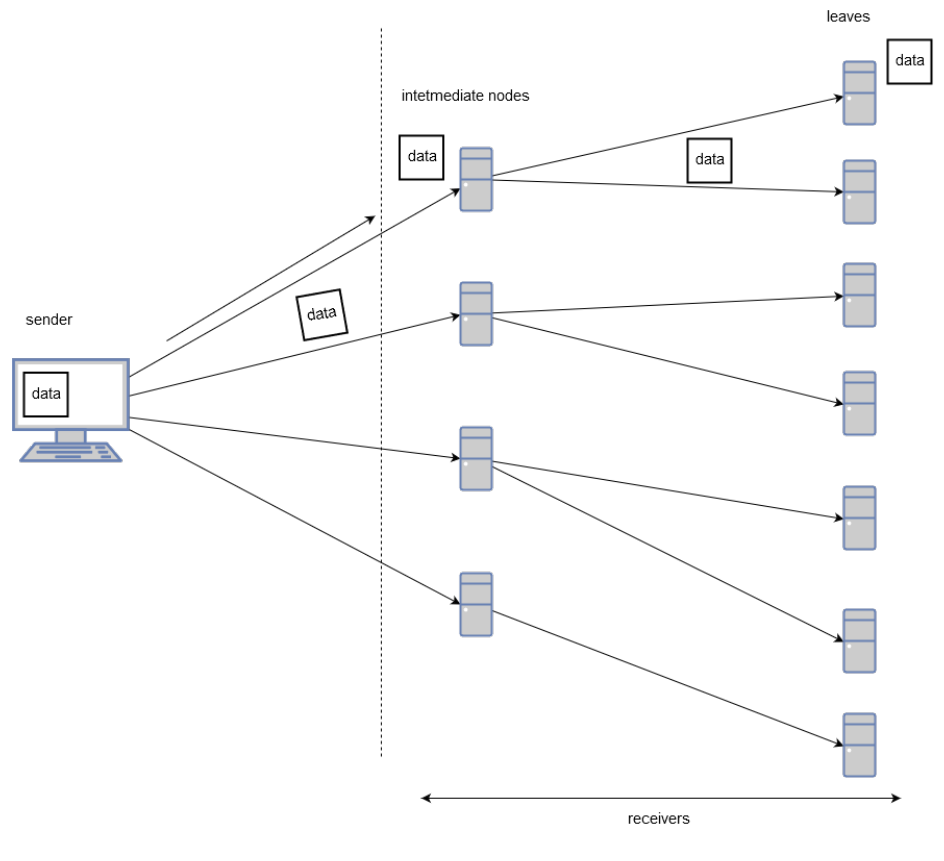 leaves
data
intetmediate nodes
data
data
data
sender
data
receivers